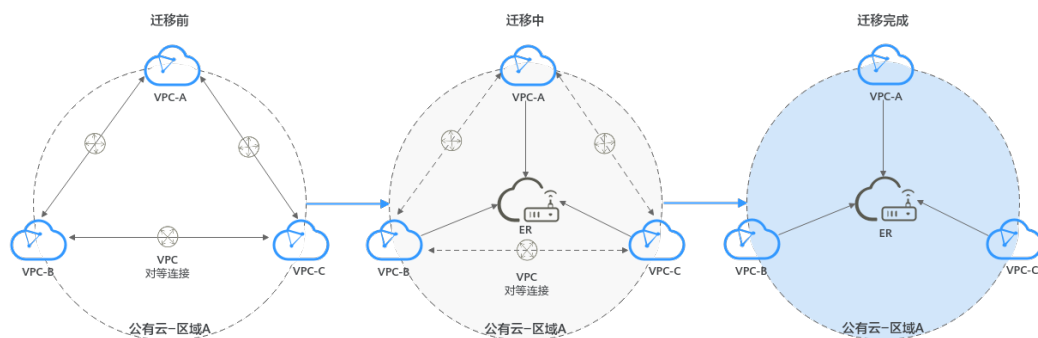 迁移前
VPC-A
VPC-B
VPC-C
VPC
对等连接
公有云-区域A
迁移中
VPC-A
ER
VPC-B
VPC-C
VPC
对等连接
公有云-区域A
迁移完成
VPC-A
ER
VPC-B
VPC-C
公有云-区域A